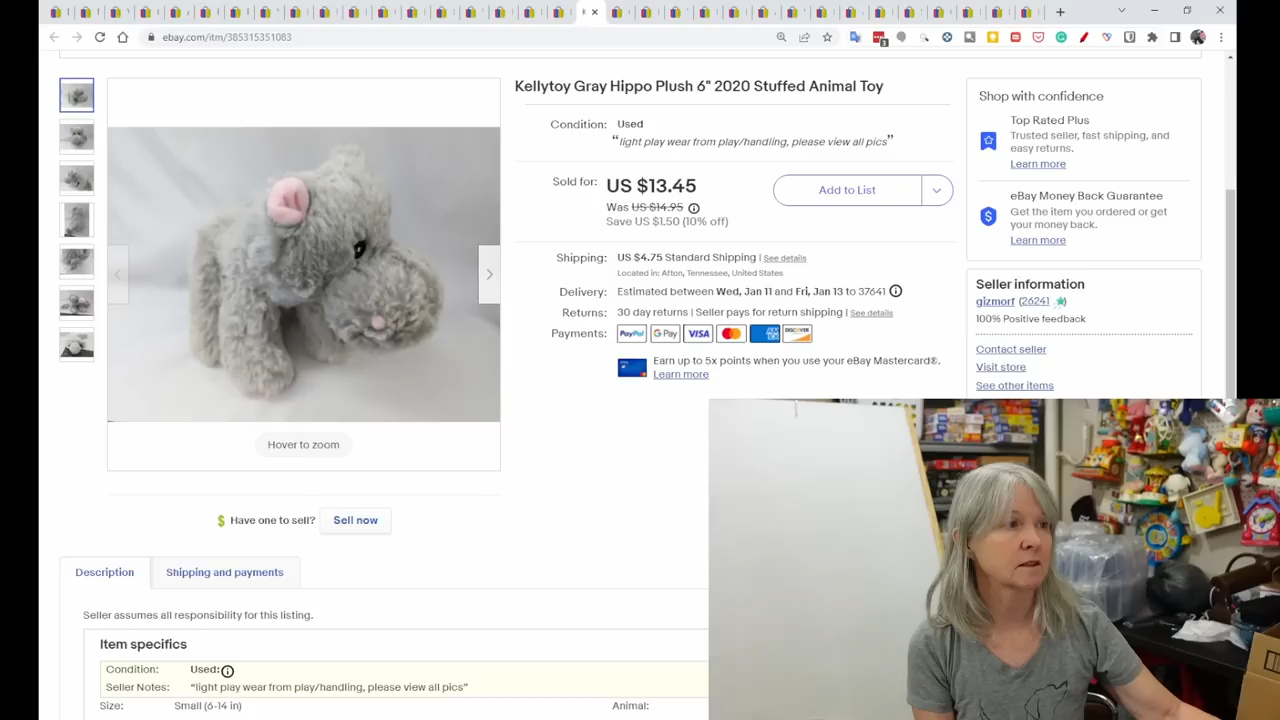 ebay.com/itm/385315351083
Kellytoy Gray Hippo Plush 6" 2020 Stuffed Animal Toy
Condition: Used
“light play wear from play/handling, please view all pics”
Sold for: US $13.45
Was US $14.95
Save US $1.50 (10% off)
Add to List
Shipping: US $4.75 Standard Shipping | See details
Located in: Afton, Tennessee, United States
Delivery: Estimated between Wed, Jan 11 and Fri, Jan 13 to 37641
Returns: 30 day returns | Seller pays for return shipping | See details
Payments: PayPal G Pay VISA DISCOVER
Earn up to 5x points when you use your eBay Mastercard®.
Learn more
Shop with confidence
Top Rated Plus
Trusted seller, fast shipping, and
easy returns.
Learn more
eBay Money Back Guarantee
Get the item you ordered or get
your money back.
Learn more
Seller information
gizmorf (26241)
100% Positive feedback
Contact seller
Visit store
See other items
Hover to zoom
Have one to sell? Sell now
Description Shipping and payments
Seller assumes all responsibility for this listing.
Item specifics
Condition: Used:
Seller Notes: “light play wear from play/handling, please view all pics”
Size: Small (6-14 in) Animal: